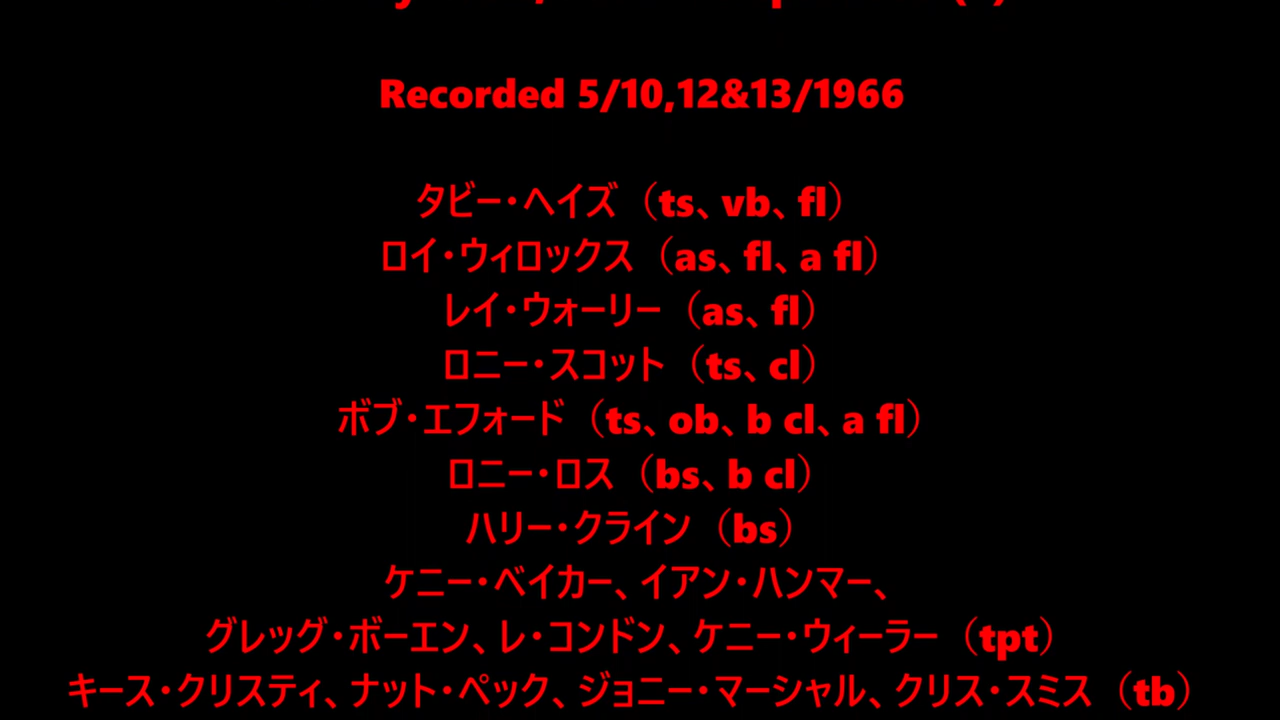 Recorded 5/10,12&13/1966
タビー・ヘイズ（ts、vb、fl）
ロイ・ウィロックス（as、fl、a fl）
レイ・ウォーリー（as、fl）
ロニー・スコット（ts、cl）
ボブ・エフォード（ts、ob、b cl、a fl）
ロニー・ロス（bs、b cl）
ハリー・クライン（bs）
ケニー・ベイカー、イアン・ハンマー、
グレッグ・ボーエン、レ・コンドン、ケニー・ウィーラー（tpt）
キース・クリスティ、ナット・ペック、ジョニー・マーシャル、クリス・スミス（tb）